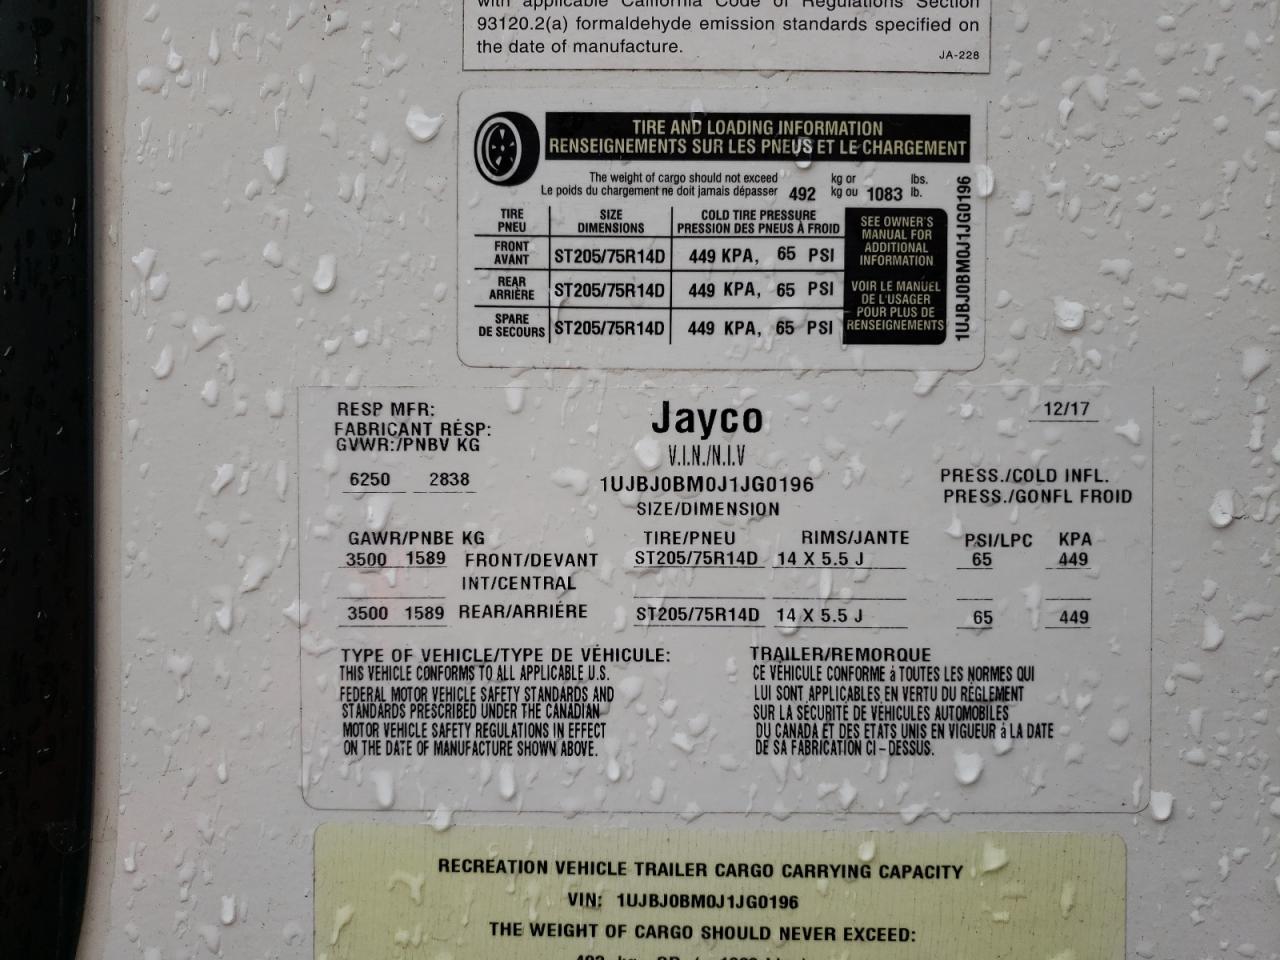 with applicable California Code of Regulations Section
93120.2(a) formaldehyde emission standards specified on
the date of manufacture.
JA-228
TIRE AND LOADING INFORMATION
RENSEIGNEMENTS SUR LES PNEUS ET LE CHARGEMENT
The weight of cargo should not exceed kg or lbs.
Le poids du chargement ne doit jamais dépasser 492 kg ou 1083 lb.
TIRE SIZE COLD TIRE PRESSURE
PNEU DIMENSIONS PRESSION DES PNEUS À FROID
FRONT
AVANT ST205/75R14D 449 KPA, 65 PSI
REAR
ARRIÈRE ST205/75R14D 449 KPA, 65 PSI
SPARE
DE SECOURS ST205/75R14D 449 KPA, 65 PSI
SEE OWNER'S
MANUAL FOR
ADDITIONAL
INFORMATION
VOIR LE MANUEL
DE L'USAGER
POUR PLUS DE
RENSEIGNEMENTS
1UJBJ0BM0J1JG0196
RESP MFR: Jayco 12/17
FABRICANT RÉSP:
GVWR:/PNBV KG V.I.N./N.I.V
6250 2838 1UJBJ0BM0J1JG0196 PRESS./COLD INFL.
SIZE/DIMENSION PRESS./GONFL FROID
GAWR/PNBE KG TIRE/PNEU RIMS/JANTE PSI/LPC KPA
3500 1589 FRONT/DEVANT ST205/75R14D 14 X 5.5 J 65 449
INT/CENTRAL
3500 1589 REAR/ARRIÉRE ST205/75R14D 14 X 5.5 J 65 449
TYPE OF VEHICLE/TYPE DE VÉHICULE: TRAILER/REMORQUE
THIS VEHICLE CONFORMS TO ALL APPLICABLE U.S.
FEDERAL MOTOR VEHICLE SAFETY STANDARDS AND
STANDARDS PRESCRIBED UNDER THE CANADIAN
MOTOR VEHICLE SAFETY REGULATIONS IN EFFECT
ON THE DATE OF MANUFACTURE SHOWN ABOVE.
CE VÉHICULE CONFORME à TOUTES LES NORMES QUI
LUI SONT APPLICABLES EN VERTU DU RÉGLEMENT
SUR LA SÉCURITÉ DE VÉHICULES AUTOMOBILES
DU CANADA ET DES ÉTATS UNIS EN VIGUEUR à LA DATE
DE SA FABRICATION CI-DESSUS.
RECREATION VEHICLE TRAILER CARGO CARRYING CAPACITY
VIN: 1UJBJ0BM0J1JG0196
THE WEIGHT OF CARGO SHOULD NEVER EXCEED: